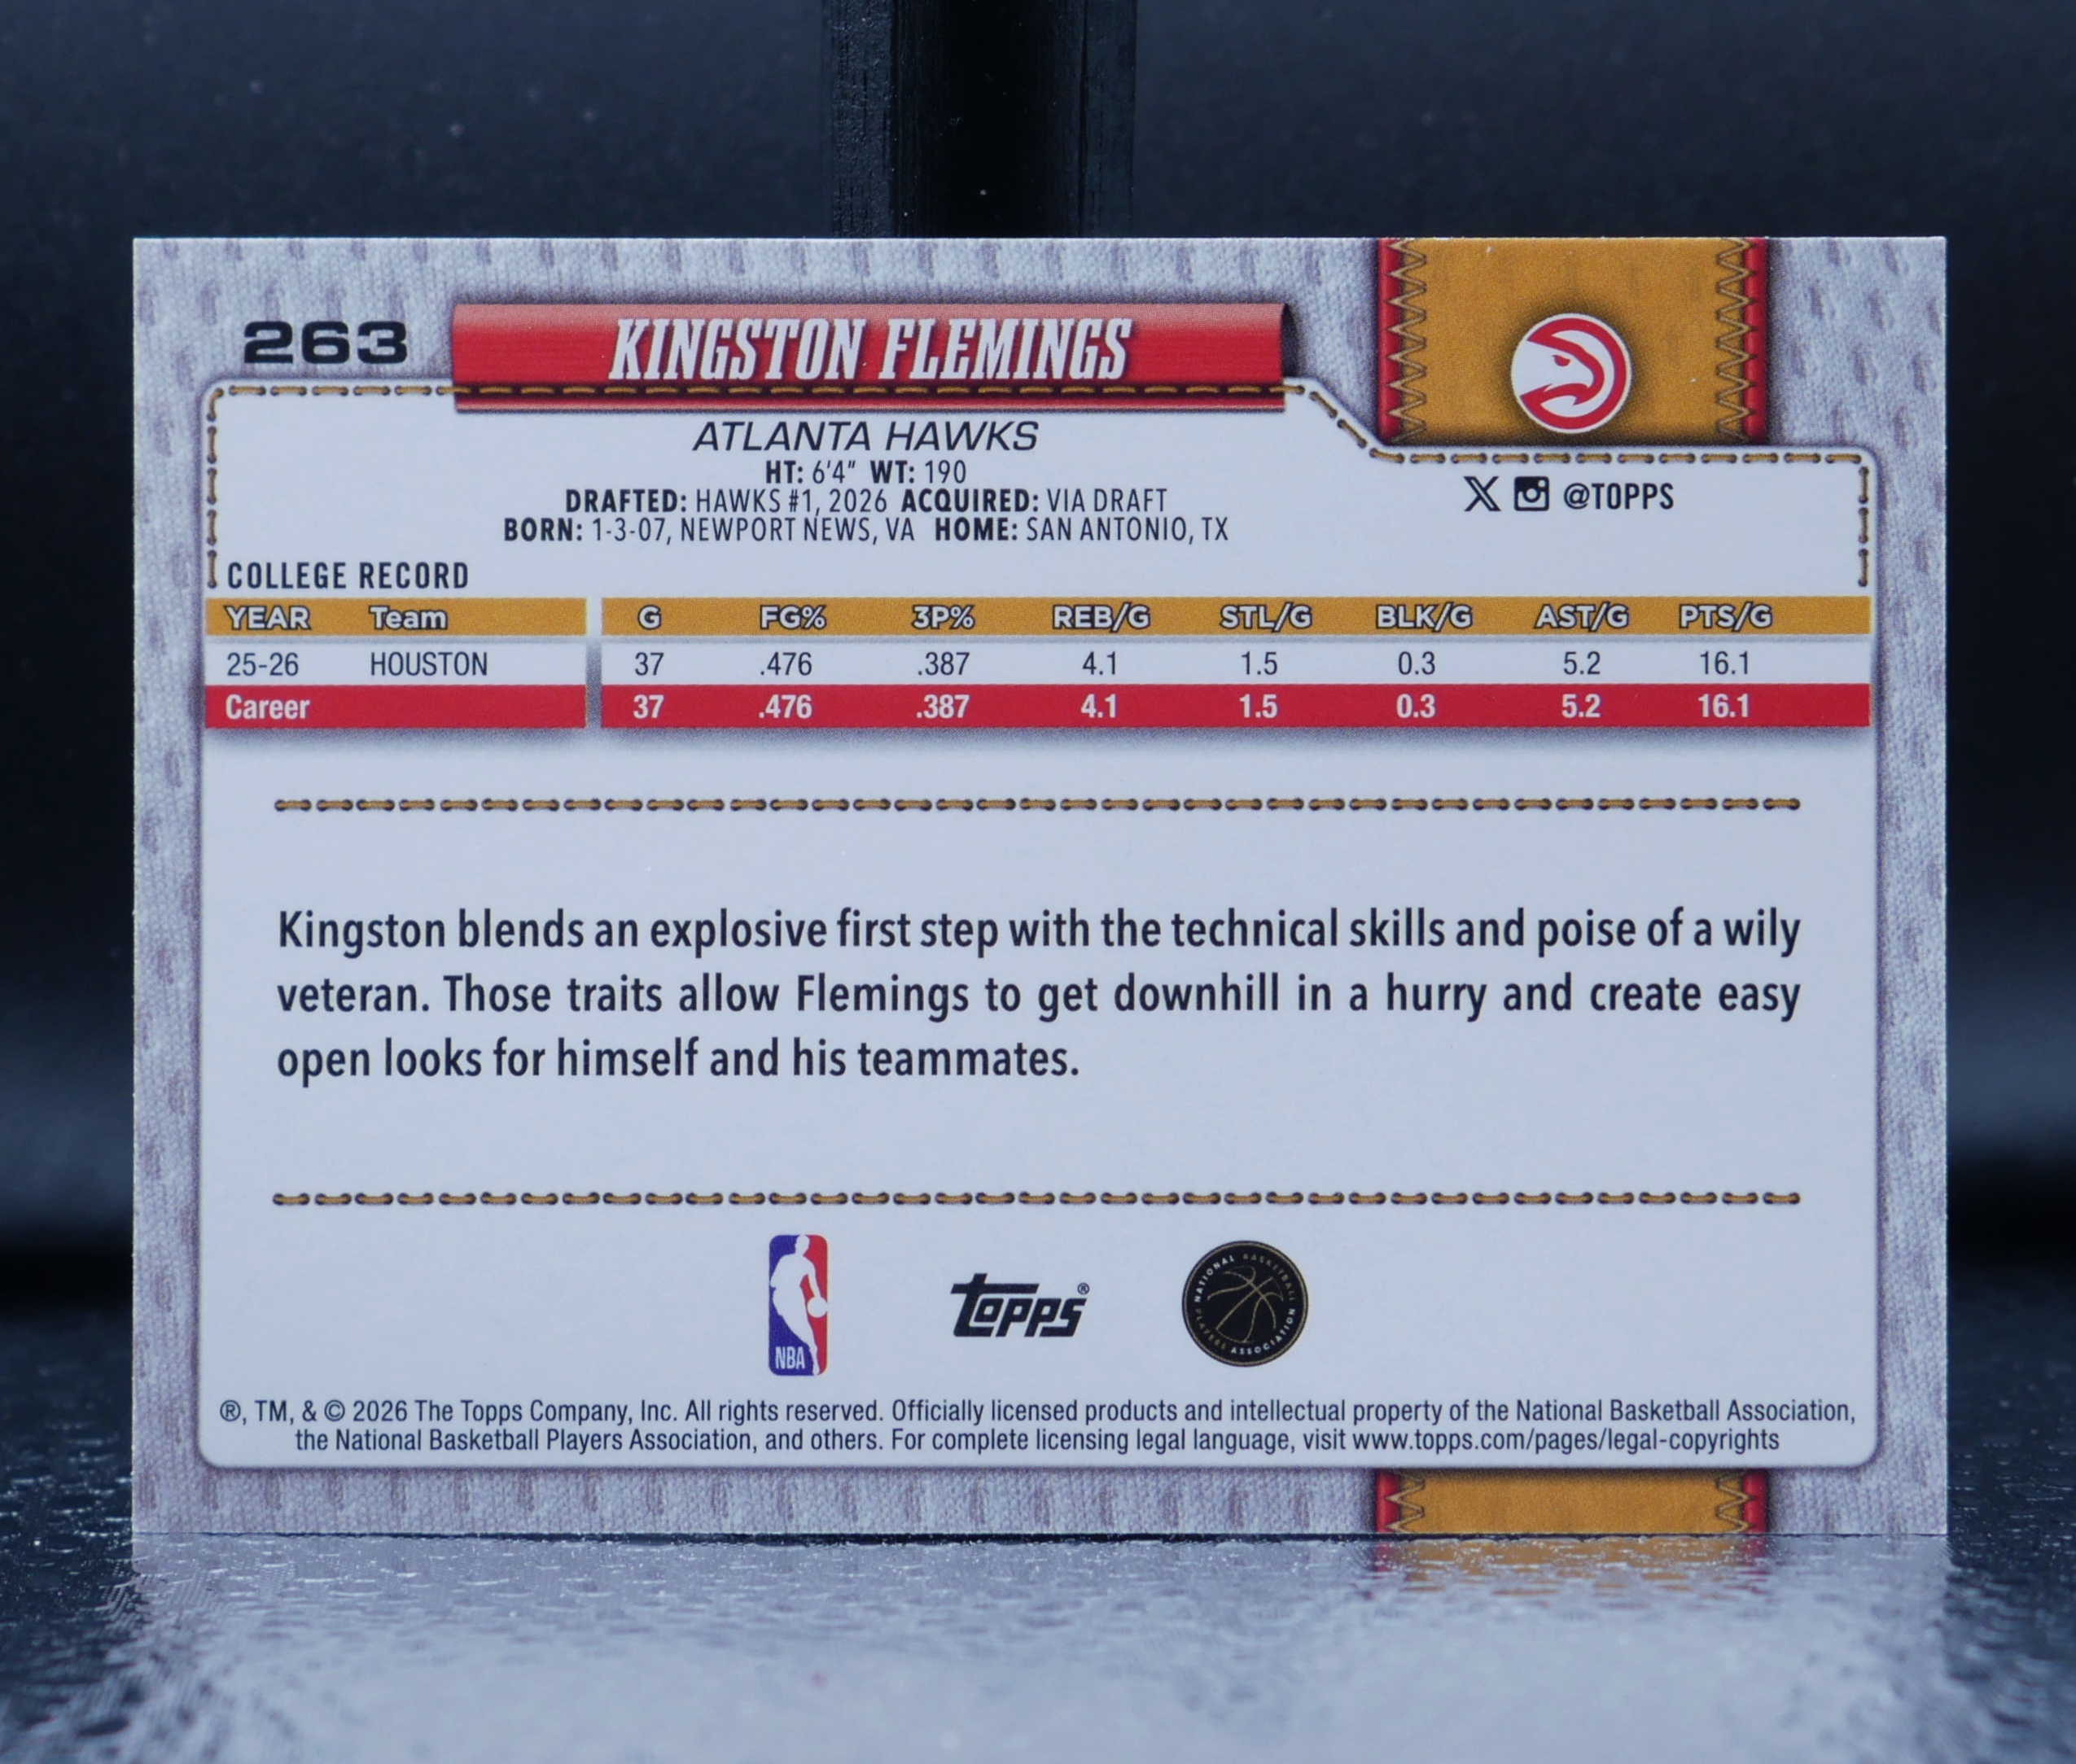 263
KINGSTON FLEMINGS
ATLANTA HAWKS
HT: 6'4" WT: 190
DRAFTED: HAWKS #1, 2026 ACQUIRED: VIA DRAFT
BORN: 1-3-07, NEWPORT NEWS, VA HOME: SAN ANTONIO, TX
@TOPPS
COLLEGE RECORD
YEAR Team G FG% 3P% REB/G STL/G BLK/G AST/G PTS/G
25-26 HOUSTON 37 .476 .387 4.1 1.5 0.3 5.2 16.1
Career 37 .476 .387 4.1 1.5 0.3 5.2 16.1
Kingston blends an explosive first step with the technical skills and poise of a wily
veteran. Those traits allow Flemings to get downhill in a hurry and create easy
open looks for himself and his teammates.
NBA
Topps®
NATIONAL BASKETBALL
PLAYERS ASSOCIATION
®, TM, & © 2026 The Topps Company, Inc. All rights reserved. Officially licensed products and intellectual property of the National Basketball Association,
the National Basketball Players Association, and others. For complete licensing legal language, visit www.topps.com/pages/legal-copyrights